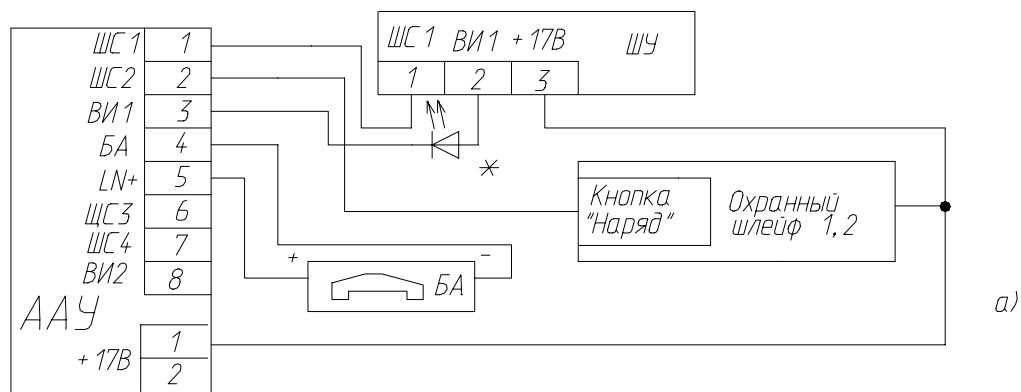 ШС1 1
ШС2 2
ВИ1 3
БА 4
LN+ 5
ЩС3 6
ШС4 7
ВИ2 8
ААУ
+17В 1
2
ШС1 ВИ1 +17В ШУ
1 2 3
*
Кнопка
"Наряд"
Охранный
шлейф 1,2
+ -
БА
а)